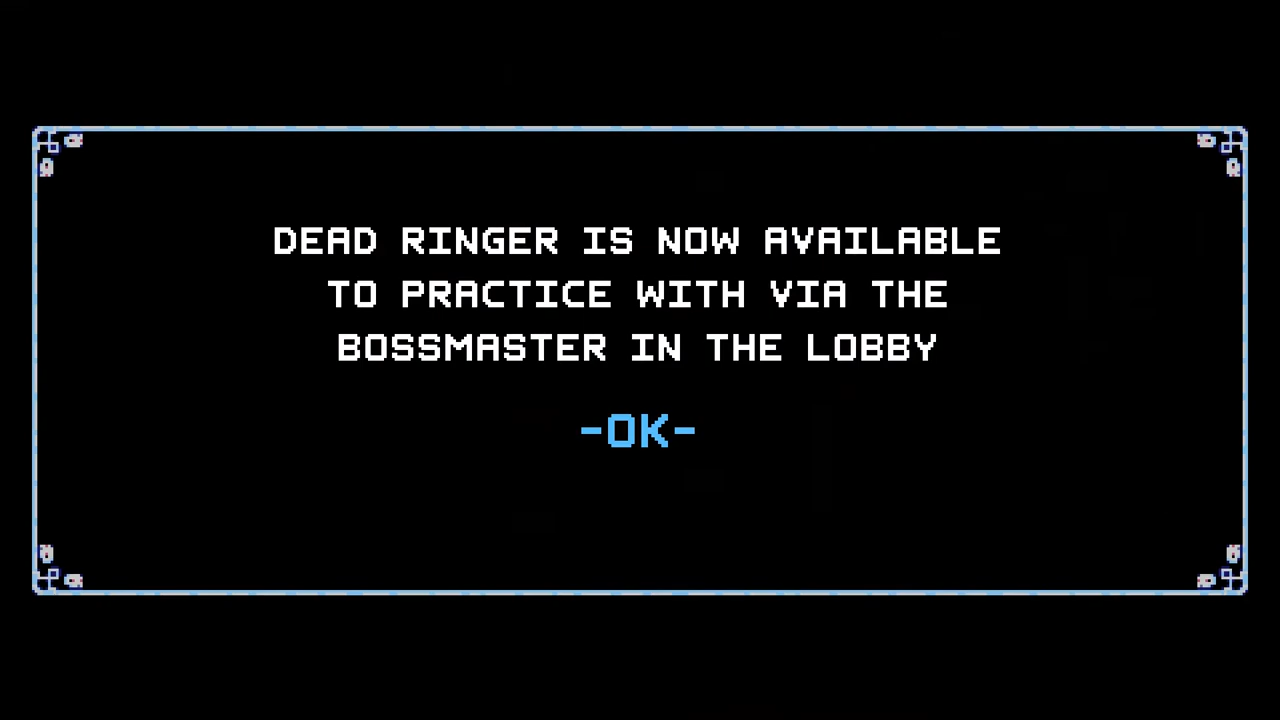 DEAD RINGER IS NOW AVAILABLE
TO PRACTICE WITH VIA THE
BOSSMASTER IN THE LOBBY
-OK-